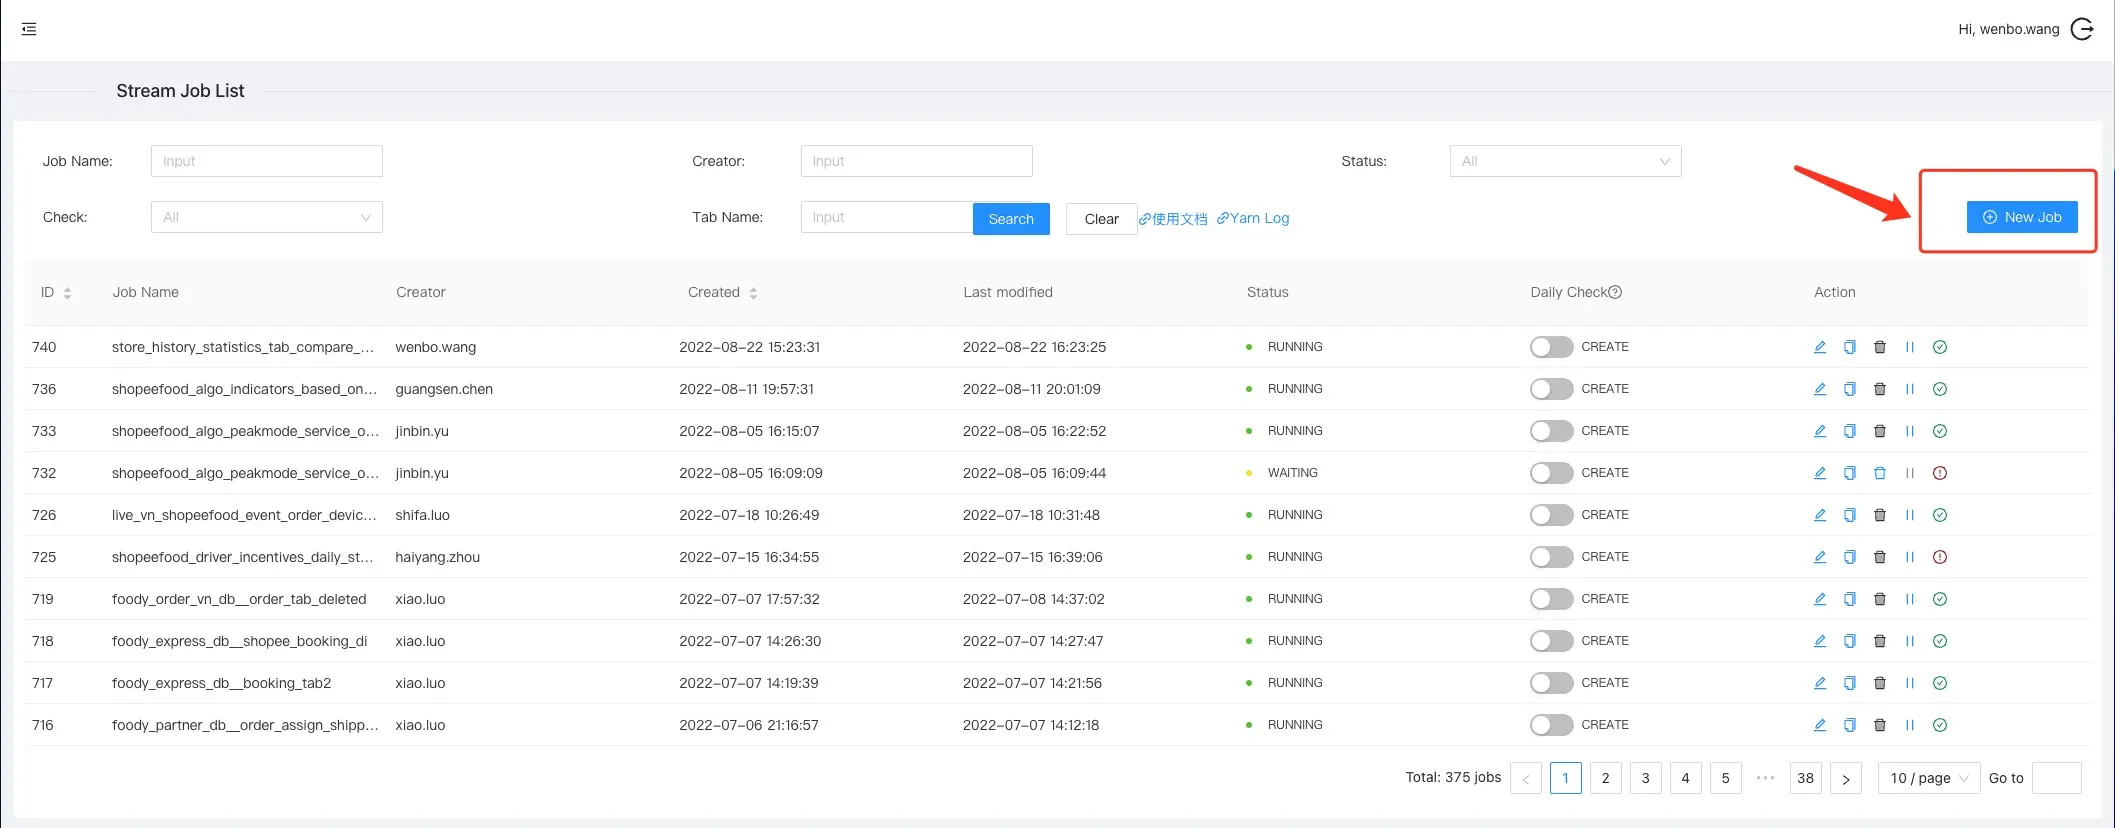 Hi, wenbo.wang
Stream Job List
Job Name: Input Creator: Input Status: All
Check: All Tab Name: Input Search Clear 使用文档 Yarn Log New Job
ID Job Name Creator Created Last modified Status Daily Check Action
740 store_history_statistics_tab_compare_... wenbo.wang 2022-08-22 15:23:31 2022-08-22 16:23:25 RUNNING CREATE
736 shopeefood_algo_indicators_based_on... guangsen.chen 2022-08-11 19:57:31 2022-08-11 20:01:09 RUNNING CREATE
733 shopeefood_algo_peakmode_service_o... jinbin.yu 2022-08-05 16:15:07 2022-08-05 16:22:52 RUNNING CREATE
732 shopeefood_algo_peakmode_service_o... jinbin.yu 2022-08-05 16:09:09 2022-08-05 16:09:44 WAITING CREATE
726 live_vn_shopeefood_event_order_devic... shifa.luo 2022-07-18 10:26:49 2022-07-18 10:31:48 RUNNING CREATE
725 shopeefood_driver_incentives_daily_st... haiyang.zhou 2022-07-15 16:34:55 2022-07-15 16:39:06 RUNNING CREATE
719 foody_order_vn_db__order_tab_deleted xiao.luo 2022-07-07 17:57:32 2022-07-08 14:37:02 RUNNING CREATE
718 foody_express_db__shopee_booking_di xiao.luo 2022-07-07 14:26:30 2022-07-07 14:27:47 RUNNING CREATE
717 foody_express_db__booking_tab2 xiao.luo 2022-07-07 14:19:39 2022-07-07 14:21:56 RUNNING CREATE
716 foody_partner_db__order_assign_shipp... xiao.luo 2022-07-06 21:16:57 2022-07-07 14:12:18 RUNNING CREATE
Total: 375 jobs < 1 2 3 4 5 ••• 38 > 10 / page Go to